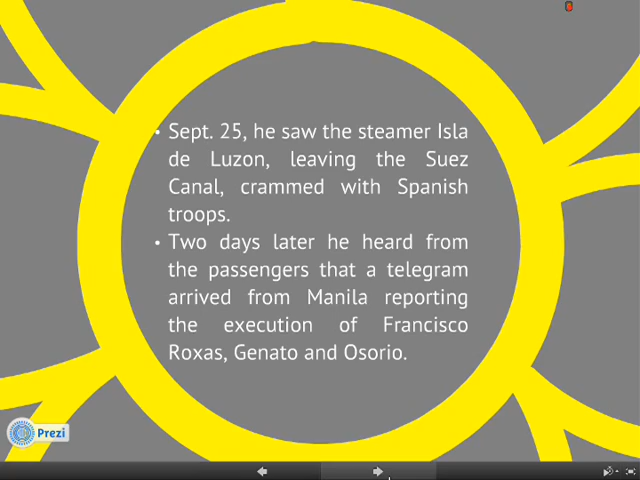 • Sept. 25, he saw the steamer Isla
de Luzon, leaving the Suez
Canal, crammed with Spanish
troops.
• Two days later he heard from
the passengers that a telegram
arrived from Manila reporting
the execution of Francisco
Roxas, Genato and Osorio.
Prezi